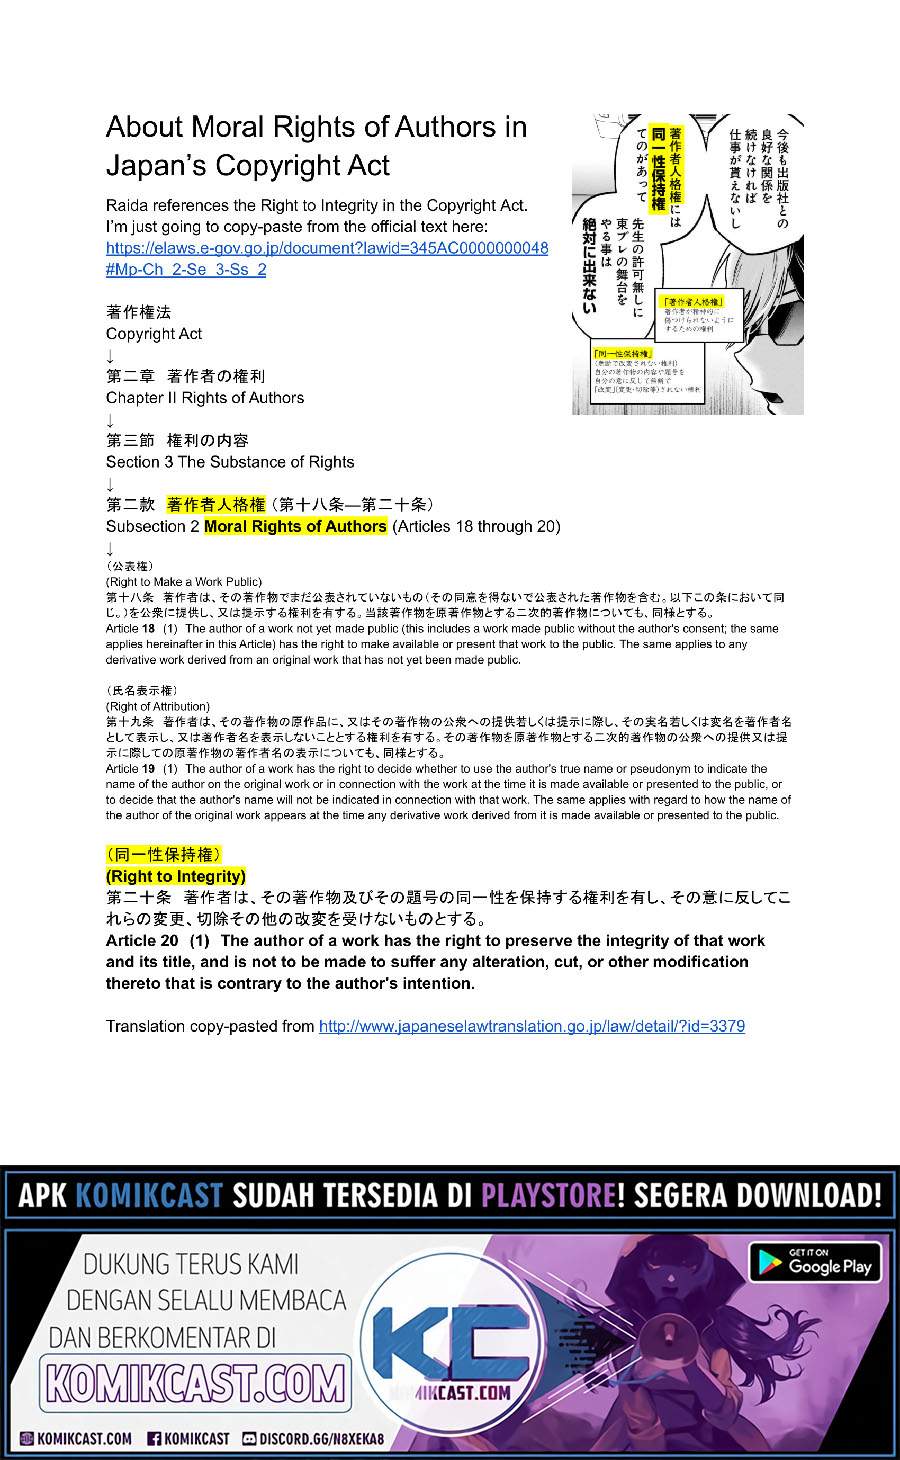 About Moral Rights of Authors in
Japan's Copyright Act
Raida references the Right to Integrity in the Copyright Act.
I'm just going to copy-paste from the official text here:
https://elaws.e-gov.go.jp/document?lawid=345AC0000000048
#Mp-Ch_2-Se_3-Ss_2
今後も出版社との
良好な関係を
続けなければ
仕事が貰えないし
著作者人格権には
同一性保持権
てのがあって
先生の許可無しに
東ブレの舞台を
やる事は
絶対に出来ない
「著作者人格権」
著作者が精神的に
傷つけられないように
するための権利
「同一性保持権」
(無断で改変されない権利)
自分の著作物の内容や題号を
自分の意に反して無断で
「改変」(変更・切除等)されない権利
著作権法
Copyright Act
↓
第二章 著作者の権利
Chapter II Rights of Authors
↓
第三節 権利の内容
Section 3 The Substance of Rights
↓
第二款 著作者人格権 (第十八条―第二十条)
Subsection 2 Moral Rights of Authors (Articles 18 through 20)
↓
(公表権)
(Right to Make a Work Public)
第十八条 著作者は、その著作物でまだ公表されていないもの(その同意を得ないで公表された著作物を含む。以下この条において同
じ。)を公衆に提供し、又は提示する権利を有する。当該著作物を原著作物とする二次的著作物についても、同様とする。
Article 18 (1) The author of a work not yet made public (this includes a work made public without the author's consent; the same
applies hereinafter in this Article) has the right to make available or present that work to the public. The same applies to any
derivative work derived from an original work that has not yet been made public.
(氏名表示権)
(Right of Attribution)
第十九条 著作者は、その著作物の原作品に、又はその著作物の公衆への提供若しくは提示に際し、その実名若しくは変名を著作者名
として表示し、又は著作者名を表示しないこととする権利を有する。その著作物を原著作物とする二次的著作物の公衆への提供又は提
示に際しての原著作物の著作者名の表示についても、同様とする。
Article 19 (1) The author of a work has the right to decide whether to use the author's true name or pseudonym to indicate the
name of the author on the original work or in connection with the work at the time it is made available or presented to the public, or
to decide that the author's name will not be indicated in connection with that work. The same applies with regard to how the name of
the author of the original work appears at the time any derivative work derived from it is made available or presented to the public.
(同一性保持権)
(Right to Integrity)
第二十条 著作者は、その著作物及びその題号の同一性を保持する権利を有し、その意に反してこ
れらの変更、切除その他の改変を受けないものとする。
Article 20 (1) The author of a work has the right to preserve the integrity of that work
and its title, and is not to be made to suffer any alteration, cut, or other modification
thereto that is contrary to the author's intention.
Translation copy-pasted from http://www.japaneselawtranslation.go.jp/law/detail/?id=3379
APK KOMIKCAST SUDAH TERSEDIA DI PLAYSTORE! SEGERA DOWNLOAD!
DUKUNG TERUS KAMI
DENGAN SELALU MEMBACA
DAN BERKOMENTAR DI
KOMIKCAST.COM
KC
MIKCAST.COM
GET IT ON
Google Play
KOMIKCAST.COM KOMIKCAST DISCORD.GG/N8XEKA8